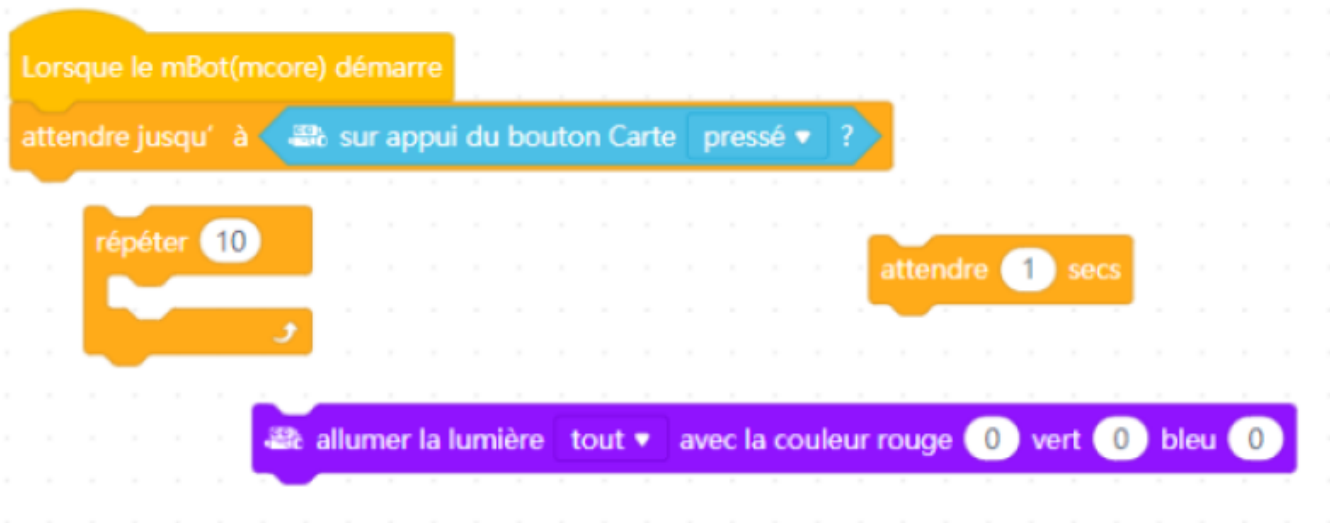 Lorsque le mBot(mcore) démarre
attendre jusqu' à sur appui du bouton Carte pressé ?
répéter 10
attendre 1 secs
allumer la lumière tout avec la couleur rouge 0 vert 0 bleu 0